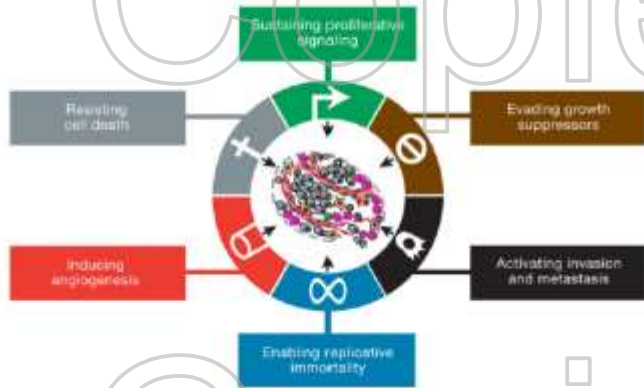 Sustaining proliferative
signaling
Resisting
cell death
Evading growth
suppressors
Inducing
angiogenesis
Activating invasion
and metastasis
Enabling replicative
immortality